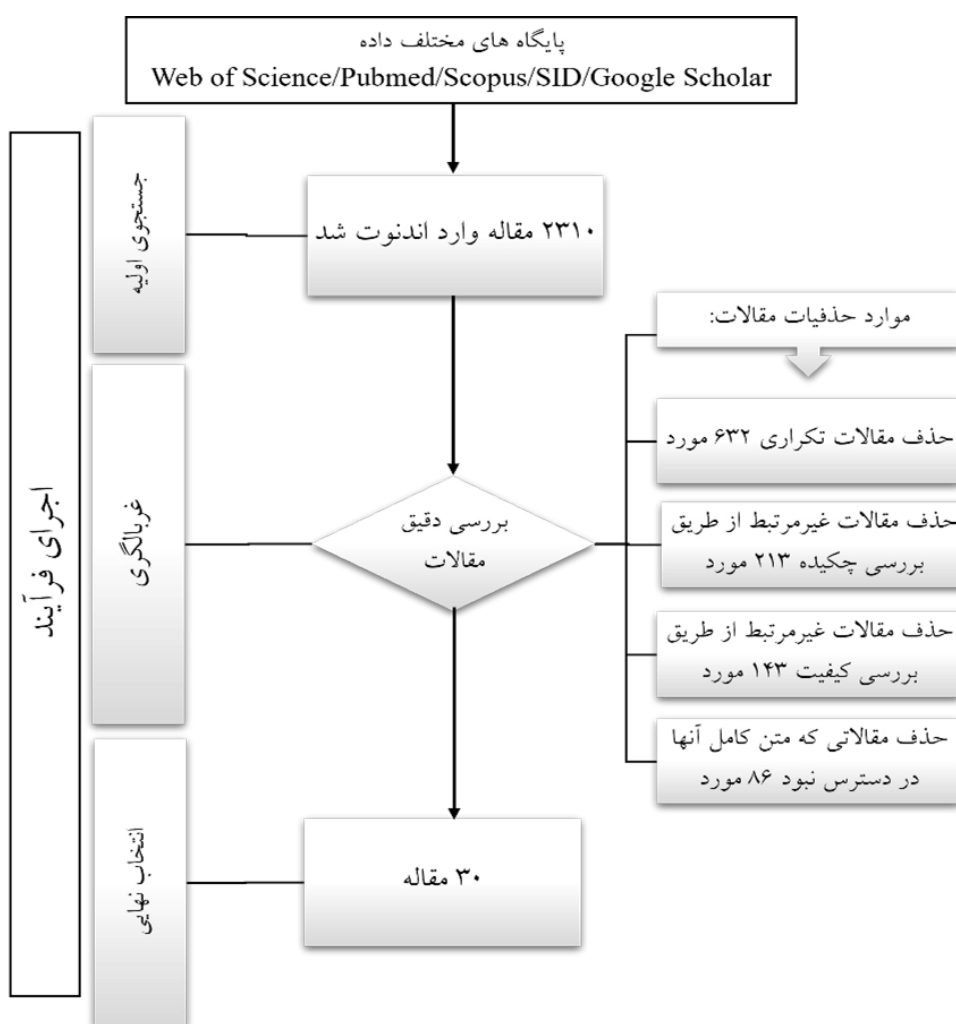 پایگاه های مختلف داده
Web of Science/Pubmed/Scopus/SID/Google Scholar
اجرای فرآیند
جستجوی اولیه
۲۳۱۰ مقاله وارد اندنوت شد
موارد حذفیات مقالات:
حذف مقالات تکراری ۶۳۲ مورد
غربالگری
بررسی دقیق
مقالات
حذف مقالات غیرمرتبط از طریق
بررسی چکیده ۲۱۳ مورد
حذف مقالات غیرمرتبط از طریق
بررسی کیفیت ۱۴۳ مورد
حذف مقالاتی که متن کامل آنها
در دسترس نبود ۸۶ مورد
انتخاب نهایی
۳۰ مقاله